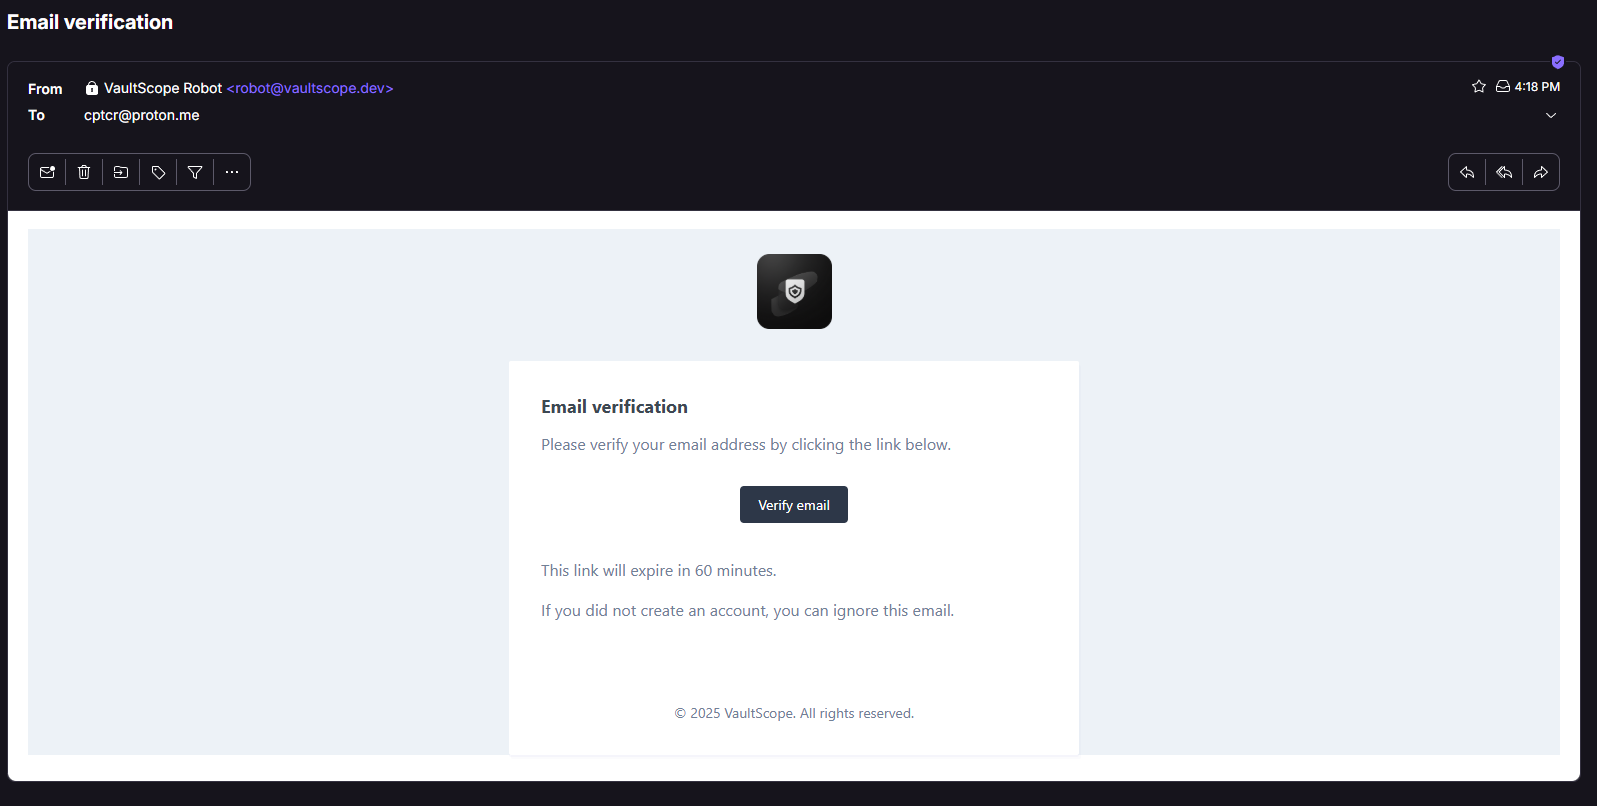 Email verification
From VaultScope Robot <robot@vaultscope.dev> 4:18 PM
To cptcr@proton.me
Email verification
Please verify your email address by clicking the link below.
Verify email
This link will expire in 60 minutes.
If you did not create an account, you can ignore this email.
© 2025 VaultScope. All rights reserved.